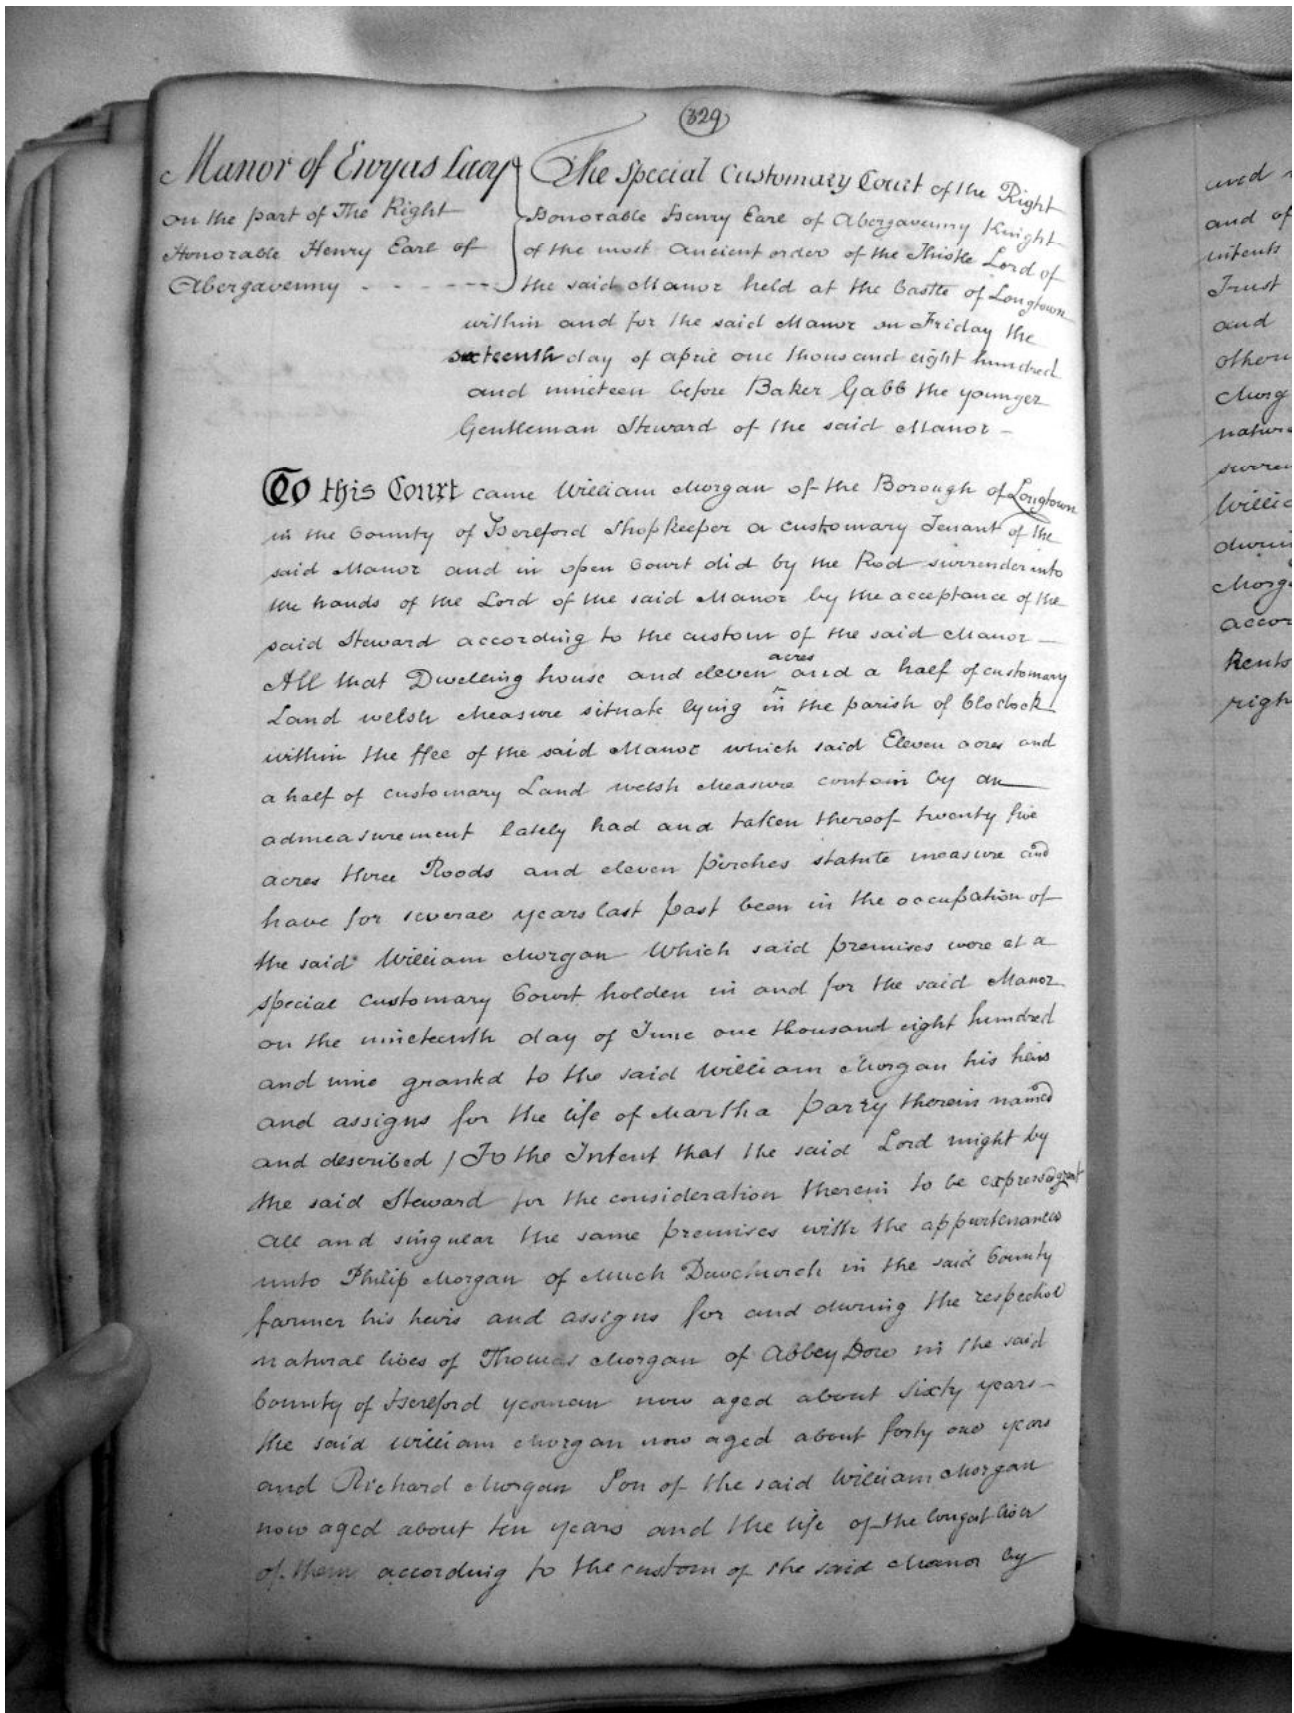 329
Manor of Ewyas Lacy
on the part of The Right
Honorable Henry Earl of
Abergavenny - - - - - -
The Special Customary Court of the Right
Honorable Henry Earl of Abergavenny Knight
of the most Ancient order of the Thistle Lord of
the said Manor held at the Castle of Longtown
within and for the said Manor on Friday the
sixteenth day of april one thousand eight hundred
and nineteen before Baker Gabb the younger
Gentleman Steward of the said Manor -
To this Court came William Morgan of the Borough of Longtown
in the County of Hereford Shopkeeper a customary Tenant of the
said Manor and in open Court did by the Rod surrender into
the hands of the Lord of the said Manor by the acceptance of the
said Steward according to the custom of the said Manor -
All that Dwelling house and eleven acres and a half of customary
Land welsh Measure situate lying in the parish of Clodock
within the ffee of the said Manor which said Eleven acres and
a half of customary Land welsh Measure contain by an
admeasurement lately had and taken thereof twenty five
acres three Roods and eleven perches statute measure and
have for several years last past been in the occupation of
the said William Morgan Which said premises were at a
special customary Court holden in and for the said Manor
on the nineteenth day of June one thousand eight hundred
and nine granted to the said William Morgan his heirs
and assigns for the life of Martha Parry therein named
and described / To the Intent that the said Lord might by
the said Steward for the consideration therein to be expressed grant
all and singular the same premises with the appurtenances
unto Philip Morgan of Much Dewchurch in the said County
farmer his heirs and assigns for and during the respective
natural lives of Thomas Morgan of Abbey Dore in the said
County of Hereford yeoman now aged about sixty years -
the said William Morgan now aged about forty one years
and Richard Morgan Son of the said William Morgan
now aged about ten years and the life of the longest liver
of them according to the custom of the said Manor by
and of
intents
Trust
and
Morg
Kents
righ